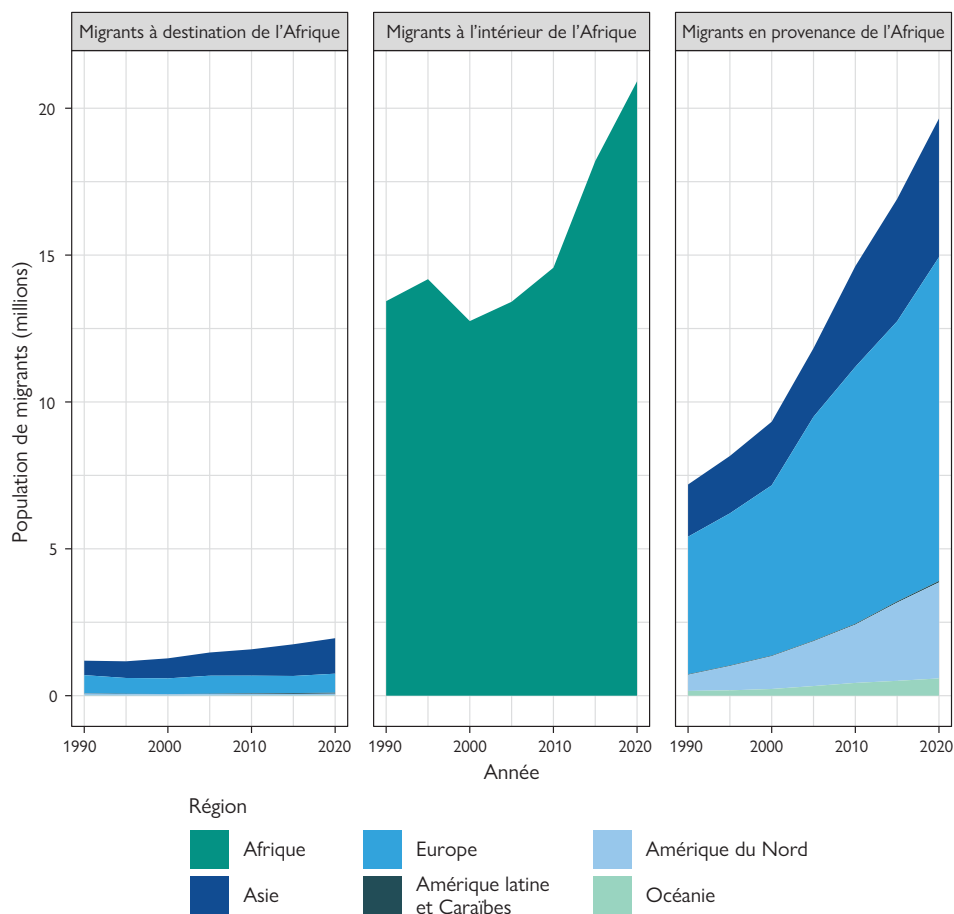 Migrants à destination de l’Afrique
Migrants à l’intérieur de l’Afrique
Migrants en provenance de l’Afrique
Population de migrants (millions)
20
15
10
5
0
1990 2000 2010 2020
1990 2000 2010 2020
1990 2000 2010 2020
Année
Région
Afrique
Europe
Amérique du Nord
Asie
Amérique latine
et Caraïbes
Océanie